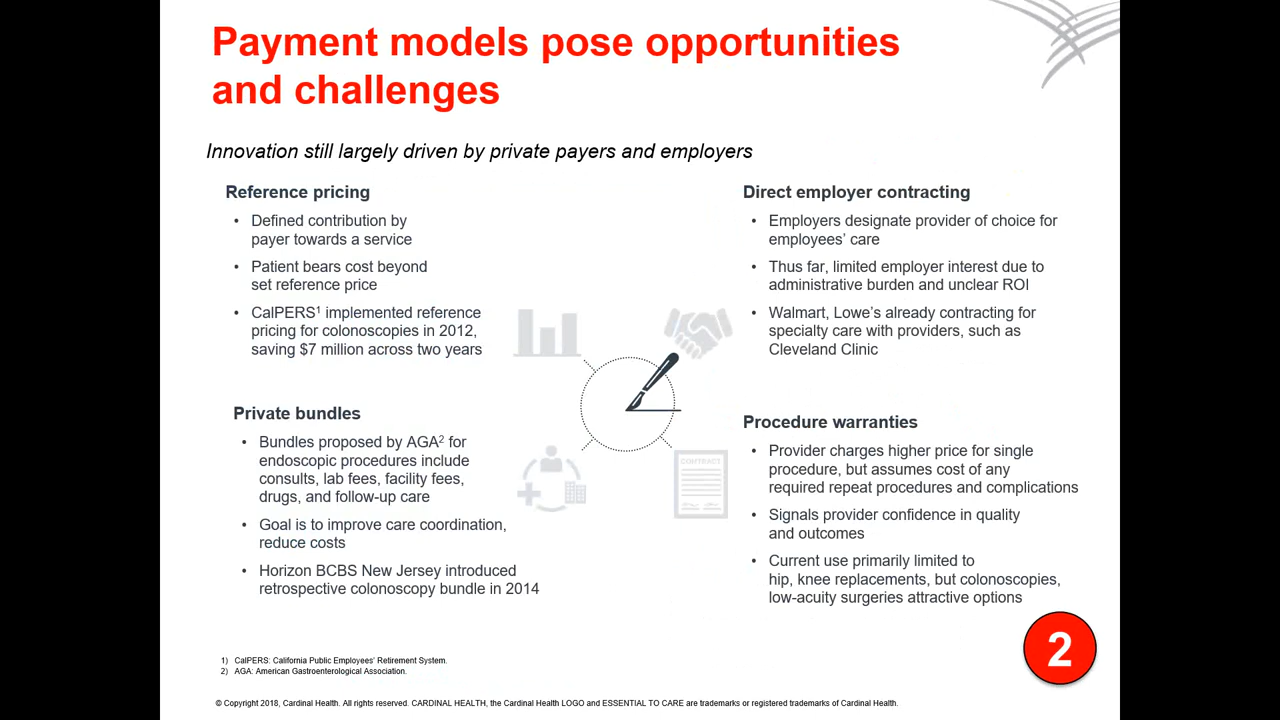 Payment models pose opportunities
and challenges
Innovation still largely driven by private payers and employers
Reference pricing
• Defined contribution by
payer towards a service
• Patient bears cost beyond
set reference price
• CalPERS¹ implemented reference
pricing for colonoscopies in 2012,
saving $7 million across two years
Direct employer contracting
• Employers designate provider of choice for
employees’ care
• Thus far, limited employer interest due to
administrative burden and unclear ROI
• Walmart, Lowe’s already contracting for
specialty care with providers, such as
Cleveland Clinic
Private bundles
• Bundles proposed by AGA² for
endoscopic procedures include
consults, lab fees, facility fees,
drugs, and follow-up care
• Goal is to improve care coordination,
reduce costs
• Horizon BCBS New Jersey introduced
retrospective colonoscopy bundle in 2014
CONTRACT
Procedure warranties
• Provider charges higher price for single
procedure, but assumes cost of any
required repeat procedures and complications
• Signals provider confidence in quality
and outcomes
• Current use primarily limited to
hip, knee replacements, but colonoscopies,
low-acuity surgeries attractive options
2
1) CalPERS: California Public Employees’ Retirement System.
2) AGA: American Gastroenterological Association.
© Copyright 2018, Cardinal Health. All rights reserved. CARDINAL HEALTH, the Cardinal Health LOGO and ESSENTIAL TO CARE are trademarks or registered trademarks of Cardinal Health.